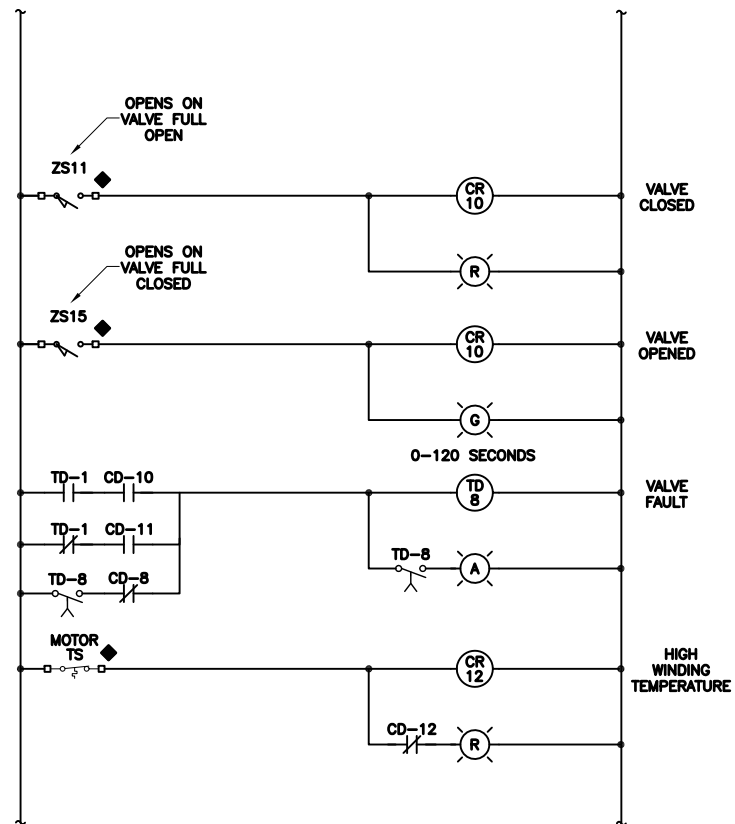 OPENS ON
VALVE FULL
OPEN
ZS11
CR
10
VALVE
CLOSED
R
OPENS ON
VALVE FULL
CLOSED
ZS15
CR
10
VALVE
OPENED
G
0-120 SECONDS
TD-1 CD-10
TD
8
VALVE
FAULT
TD-1 CD-11
TD-8
A
TD-8 CD-8
MOTOR
TS
CR
12
HIGH
WINDING
TEMPERATURE
CD-12
R